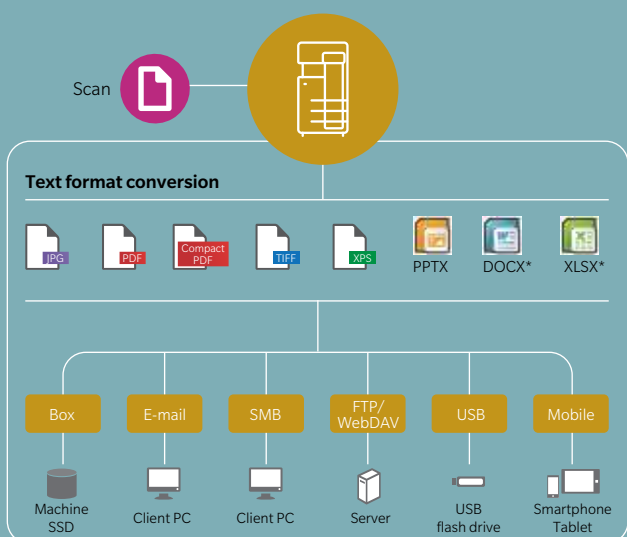 Scan
Text format conversion
JPG
PDF
Compact
PDF
TIFF
XPS
PPTX
DOCX*
XLSX*
Box
E-mail
SMB
FTP/
WebDAV
USB
Mobile
Machine
SSD
Client PC
Client PC
Server
USB
flash drive
Smartphone
Tablet